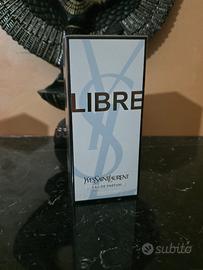 LIBRE
YVESSAINTLAURENT
EAU DE PARFUM
subito